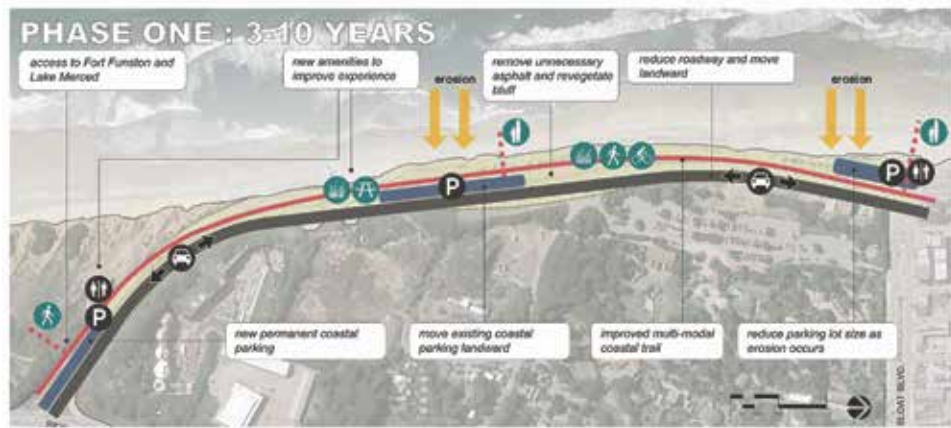 PHASE ONE : 3-10 YEARS
access to Fort Funston and
Lake Merced
new amenities to
improve experience
erosion
remove unnecessary
asphalt and revegetate
bluff
reduce roadway and move
landward
erosion
P
P
P
new permanent coastal
parking
move existing coastal
parking landward
improved multi-modal
coastal trail
reduce parking lot size as
erosion occurs
SLOAT BLVD.